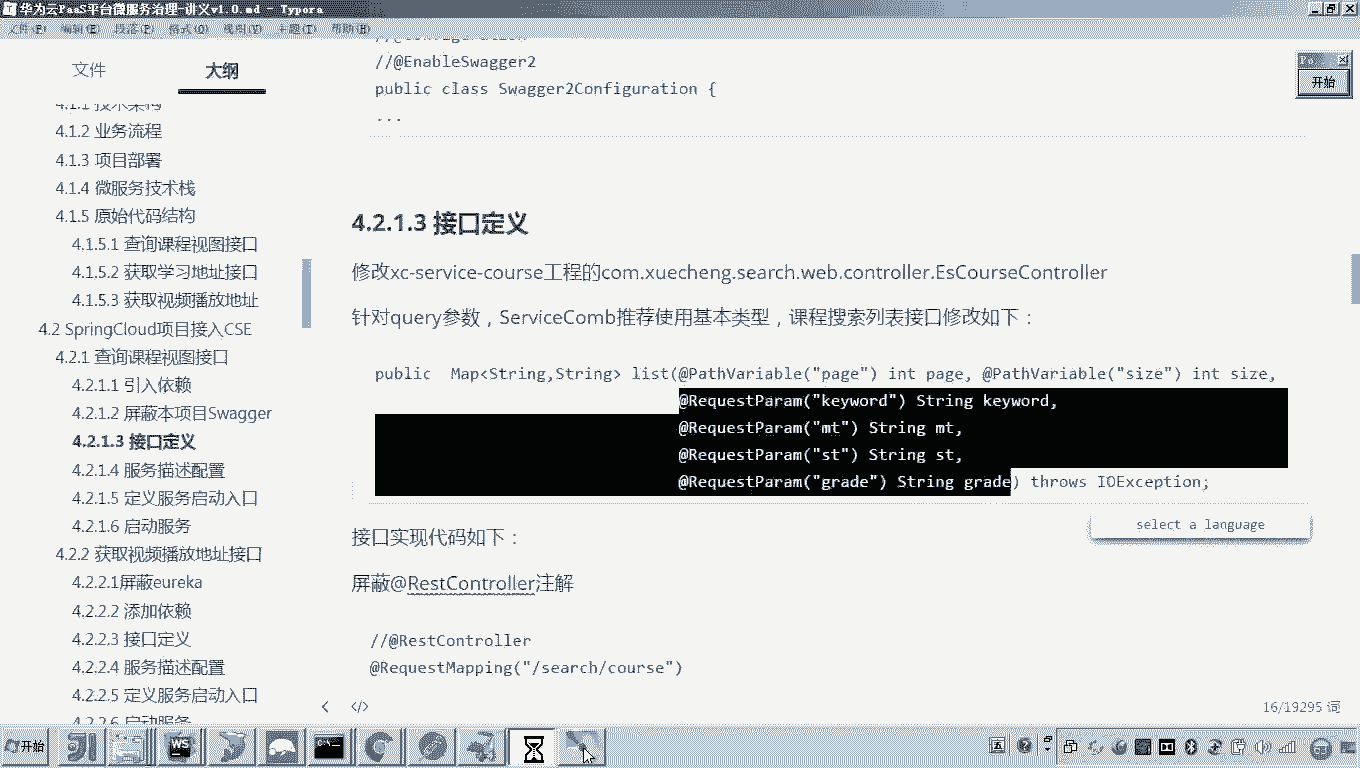 华为云PaaS平台微服务治理-讲义v1.0.md - Typora
文件(F) 编辑(E) 段落(P) 格式(O) 视图(V) 主题(T) 帮助(H)
文件
大纲
4.1.1 技术架构
4.1.2 业务流程
4.1.3 项目部署
4.1.4 微服务技术栈
4.1.5 原始代码结构
4.1.5.1 查询课程视图接口
4.1.5.2 获取学习地址接口
4.1.5.3 获取视频播放地址
4.2 SpringCloud项目接入CSE
4.2.1 查询课程视图接口
4.2.1.1 引入依赖
4.2.1.2 屏蔽本项目Swagger
4.2.1.3 接口定义
4.2.1.4 服务描述配置
4.2.1.5 定义服务启动入口
4.2.1.6 启动服务
4.2.2 获取视频播放地址接口
4.2.2.1屏蔽eureka
4.2.2.2 添加依赖
4.2.2.3 接口定义
4.2.2.4 服务描述配置
4.2.2.5 定义服务启动入口
4.2.2.6 启动服务
//@Configuration
//@EnableSwagger2
public class Swagger2Configuration {
...
4.2.1.3 接口定义
修改xc-service-course工程的com.xuecheng.search.web.controller.EsCourseController
针对query参数，ServiceComb推荐使用基本类型，课程搜索列表接口修改如下：
public Map<String,String> list(@PathVariable("page") int page, @PathVariable("size") int size,
@RequestParam("keyword") String keyword,
@RequestParam("mt") String mt,
@RequestParam("st") String st,
@RequestParam("grade") String grade) throws IOException;
select a language
接口实现代码如下：
屏蔽@RestController注解
//@RestController
@RequestMapping("/search/course")
</>
16/19295 词
开始
开始
WS